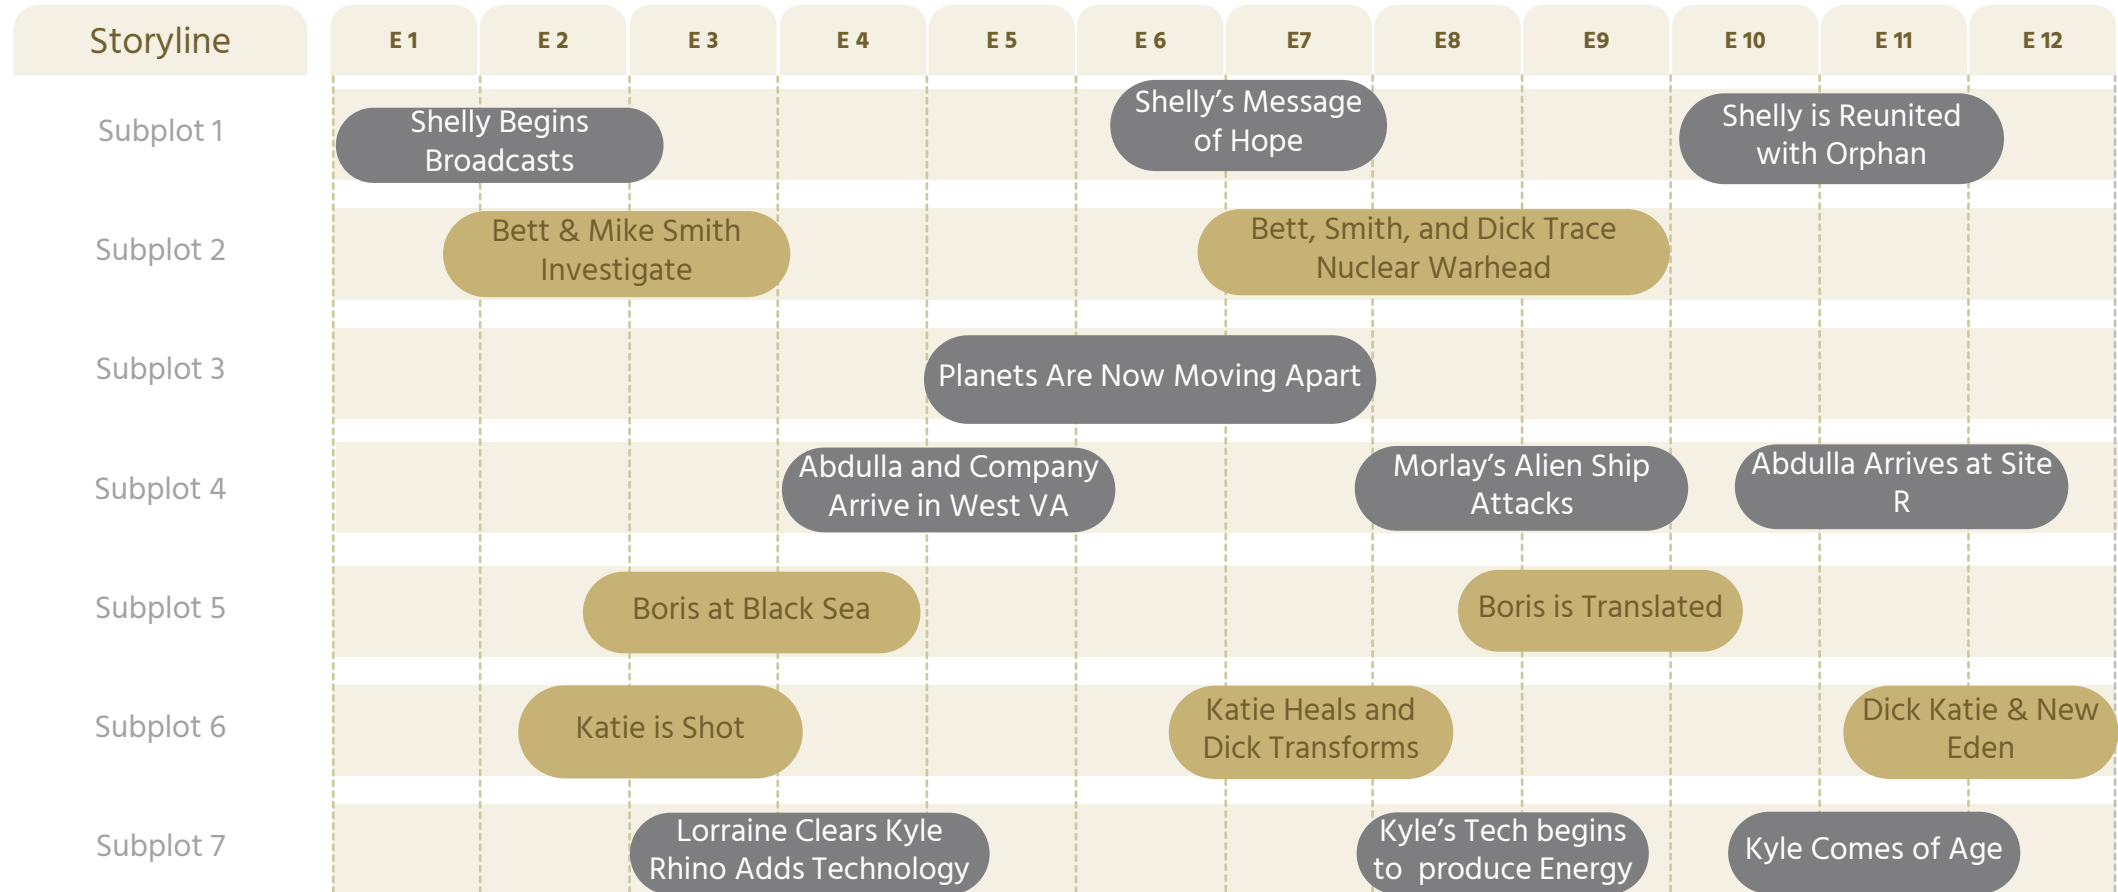 Storyline E 1 E 2 E 3 E 4 E 5 E 6 E7 E8 E9 E 10 E 11 E 12
Subplot 1
Shelly Begins
Broadcasts
Shelly’s Message
of Hope
Shelly is Reunited
with Orphan
Subplot 2
Bett & Mike Smith
Investigate
Bett, Smith, and Dick Trace
Nuclear Warhead
Subplot 3
Planets Are Now Moving Apart
Subplot 4
Abdulla and Company
Arrive in West VA
Morlay’s Alien Ship
Attacks
Abdulla Arrives at Site
R
Subplot 5
Boris at Black Sea
Boris is Translated
Subplot 6
Katie is Shot
Katie Heals and
Dick Transforms
Dick Katie & New
Eden
Subplot 7
Lorraine Clears Kyle
Rhino Adds Technology
Kyle’s Tech begins
to  produce Energy
Kyle Comes of Age